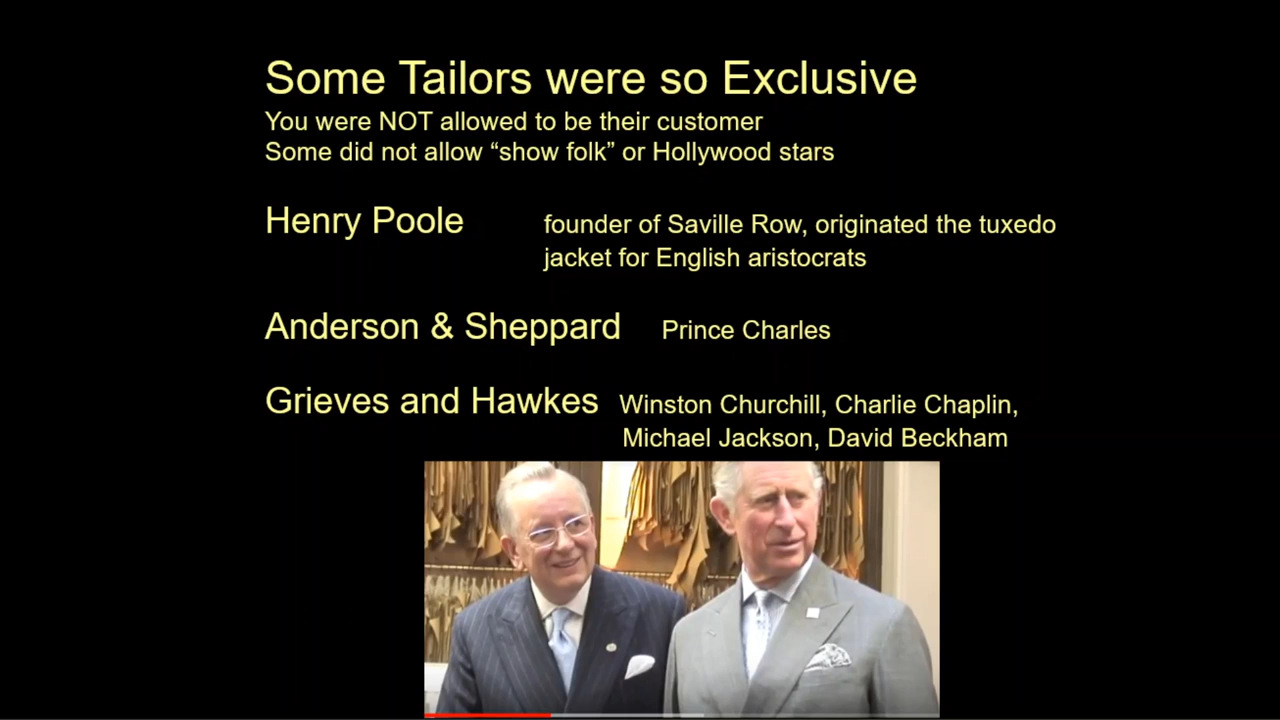 Some Tailors were so Exclusive
You were NOT allowed to be their customer
Some did not allow “show folk” or Hollywood stars
Henry Poole founder of Saville Row, originated the tuxedo
jacket for English aristocrats
Anderson & Sheppard Prince Charles
Grieves and Hawkes Winston Churchill, Charlie Chaplin,
Michael Jackson, David Beckham